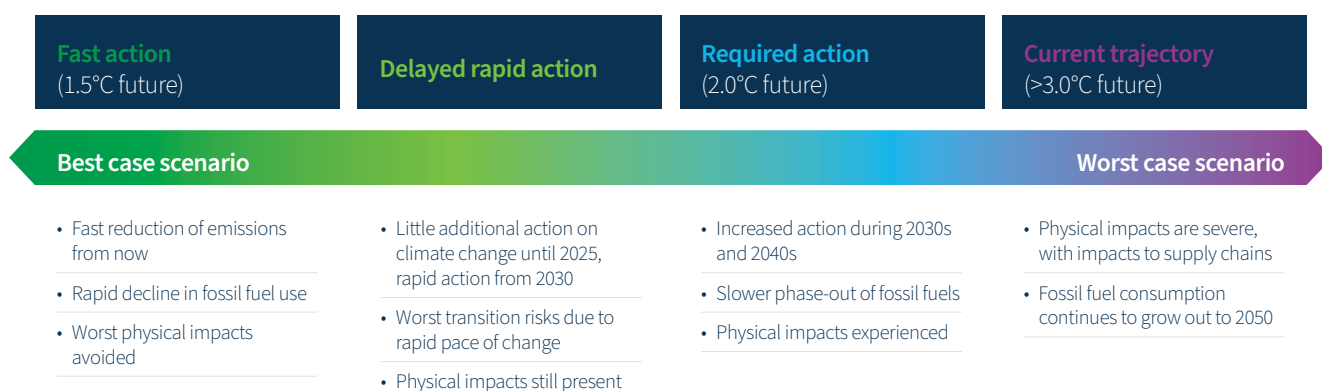 Fast action
(1.5°C future)
Delayed rapid action
Required action
(2.0°C future)
Current trajectory
(>3.0°C future)
Best case scenario
Worst case scenario
• Fast reduction of emissions
from now
• Rapid decline in fossil fuel use
• Worst physical impacts
avoided
• Little additional action on
climate change until 2025,
rapid action from 2030
• Worst transition risks due to
rapid pace of change
• Physical impacts still present
• Increased action during 2030s
and 2040s
• Slower phase-out of fossil fuels
• Physical impacts experienced
• Physical impacts are severe,
with impacts to supply chains
• Fossil fuel consumption
continues to grow out to 2050